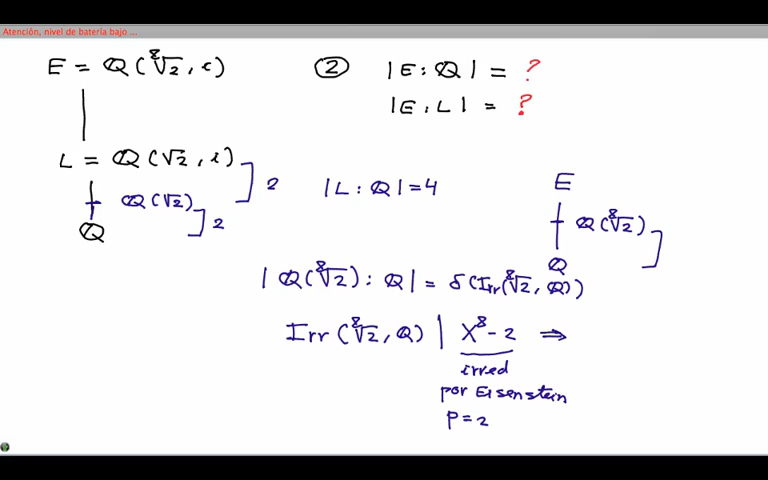 Atención, nivel de batería bajo ...
E = ℚ(⁸√2, i)
② |E:ℚ| = ?
|E:L| = ?
L = ℚ(√2, i) ] 2
ℚ(√2) ] 2
ℚ
|L:ℚ| = 4
E
ℚ(⁸√2) ]
ℚ
|ℚ(⁸√2):ℚ| = δ(Irr(⁸√2, ℚ))
Irr(⁸√2, ℚ) | X⁸-2 ⇒
irred
por Eisenstein
p=2